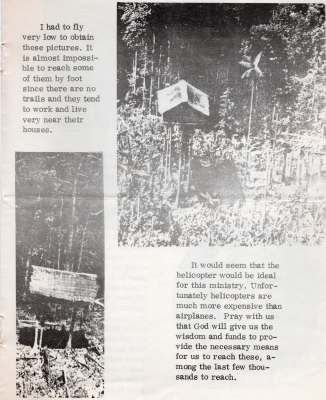 I had to fly
very low to obtain
these pictures. It
is almost impossi-
ble to reach some
of them by foot
since there are no
trails and they tend
to work and live
very near their
houses.
It would seem that the
helicopter would be ideal
for this ministry. Unfor-
tunately helicopters are
much more expensive than
airplanes. Pray with us
that God will give us the
wisdom and funds to pro-
vide the necessary means
for us to reach these, a-
mong the last few thou-
sands to reach.